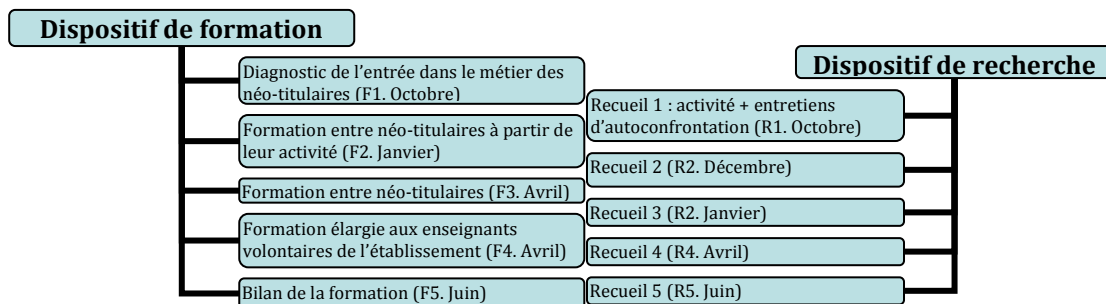 Dispositif de formation
Diagnostic de l'entrée dans le métier des
néo-titulaires (F1. Octobre)
Formation entre néo-titulaires à partir de
leur activité (F2. Janvier)
Formation entre néo-titulaires (F3. Avril)
Formation élargie aux enseignants
volontaires de l'établissement (F4. Avril)
Bilan de la formation (F5. Juin)
Dispositif de recherche
Recueil 1 : activité + entretiens
d'autoconfrontation (R1. Octobre)
Recueil 2 (R2. Décembre)
Recueil 3 (R2. Janvier)
Recueil 4 (R4. Avril)
Recueil 5 (R5. Juin)